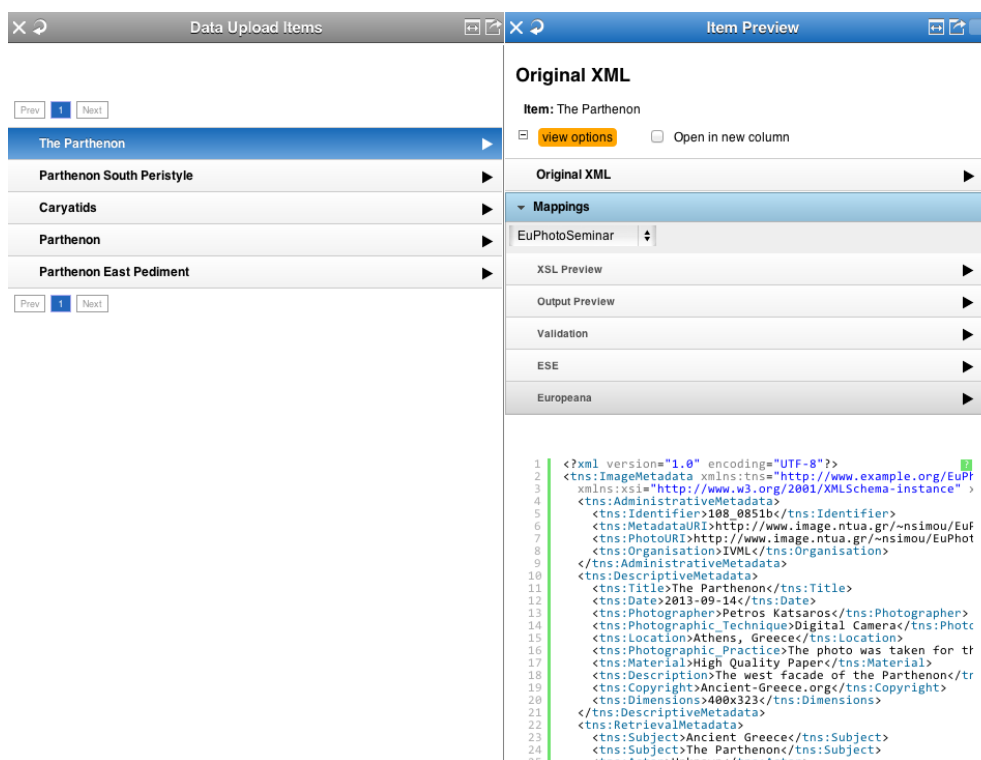 Data Upload Items
Prev 1 Next
The Parthenon
Parthenon South Peristyle
Caryatids
Parthenon
Parthenon East Pediment
Prev 1 Next
Item Preview
Original XML
Item: The Parthenon
view options Open in new column
Original XML
Mappings
EuPhotoSeminar
XSL Preview
Output Preview
Validation
ESE
Europeana
?
1 <?xml version="1.0" encoding="UTF-8"?>
2 <tns:ImageMetadata xmlns:tns="http://www.example.org/EuPh
3 xmlns:xsi="http://www.w3.org/2001/XMLSchema-instance"
4 <tns:AdministrativeMetadata>
5 <tns:Identifier>108_0851b</tns:Identifier>
6 <tns:MetadataURI>http://www.image.ntua.gr/~nsimou/EuF
7 <tns:PhotoURI>http://www.image.ntua.gr/~nsimou/EuPhot
8 <tns:Organisation>IVML</tns:Organisation>
9 </tns:AdministrativeMetadata>
10 <tns:DescriptiveMetadata>
11 <tns:Title>The Parthenon</tns:Title>
12 <tns:Date>2013-09-14</tns:Date>
13 <tns:Photographer>Petros Katsaros</tns:Photographer>
14 <tns:Photographic_Technique>Digital Camera</tns:Photo
15 <tns:Location>Athens, Greece</tns:Location>
16 <tns:Photographic_Practice>The photo was taken for th
17 <tns:Material>High Quality Paper</tns:Material>
18 <tns:Description>The west facade of the Parthenon</tr
19 <tns:Copyright>Ancient-Greece.org</tns:Copyright>
20 <tns:Dimensions>400x323</tns:Dimensions>
21 </tns:DescriptiveMetadata>
22 <tns:RetrievalMetadata>
23 <tns:Subject>Ancient Greece</tns:Subject>
24 <tns:Subject>The Parthenon</tns:Subject>